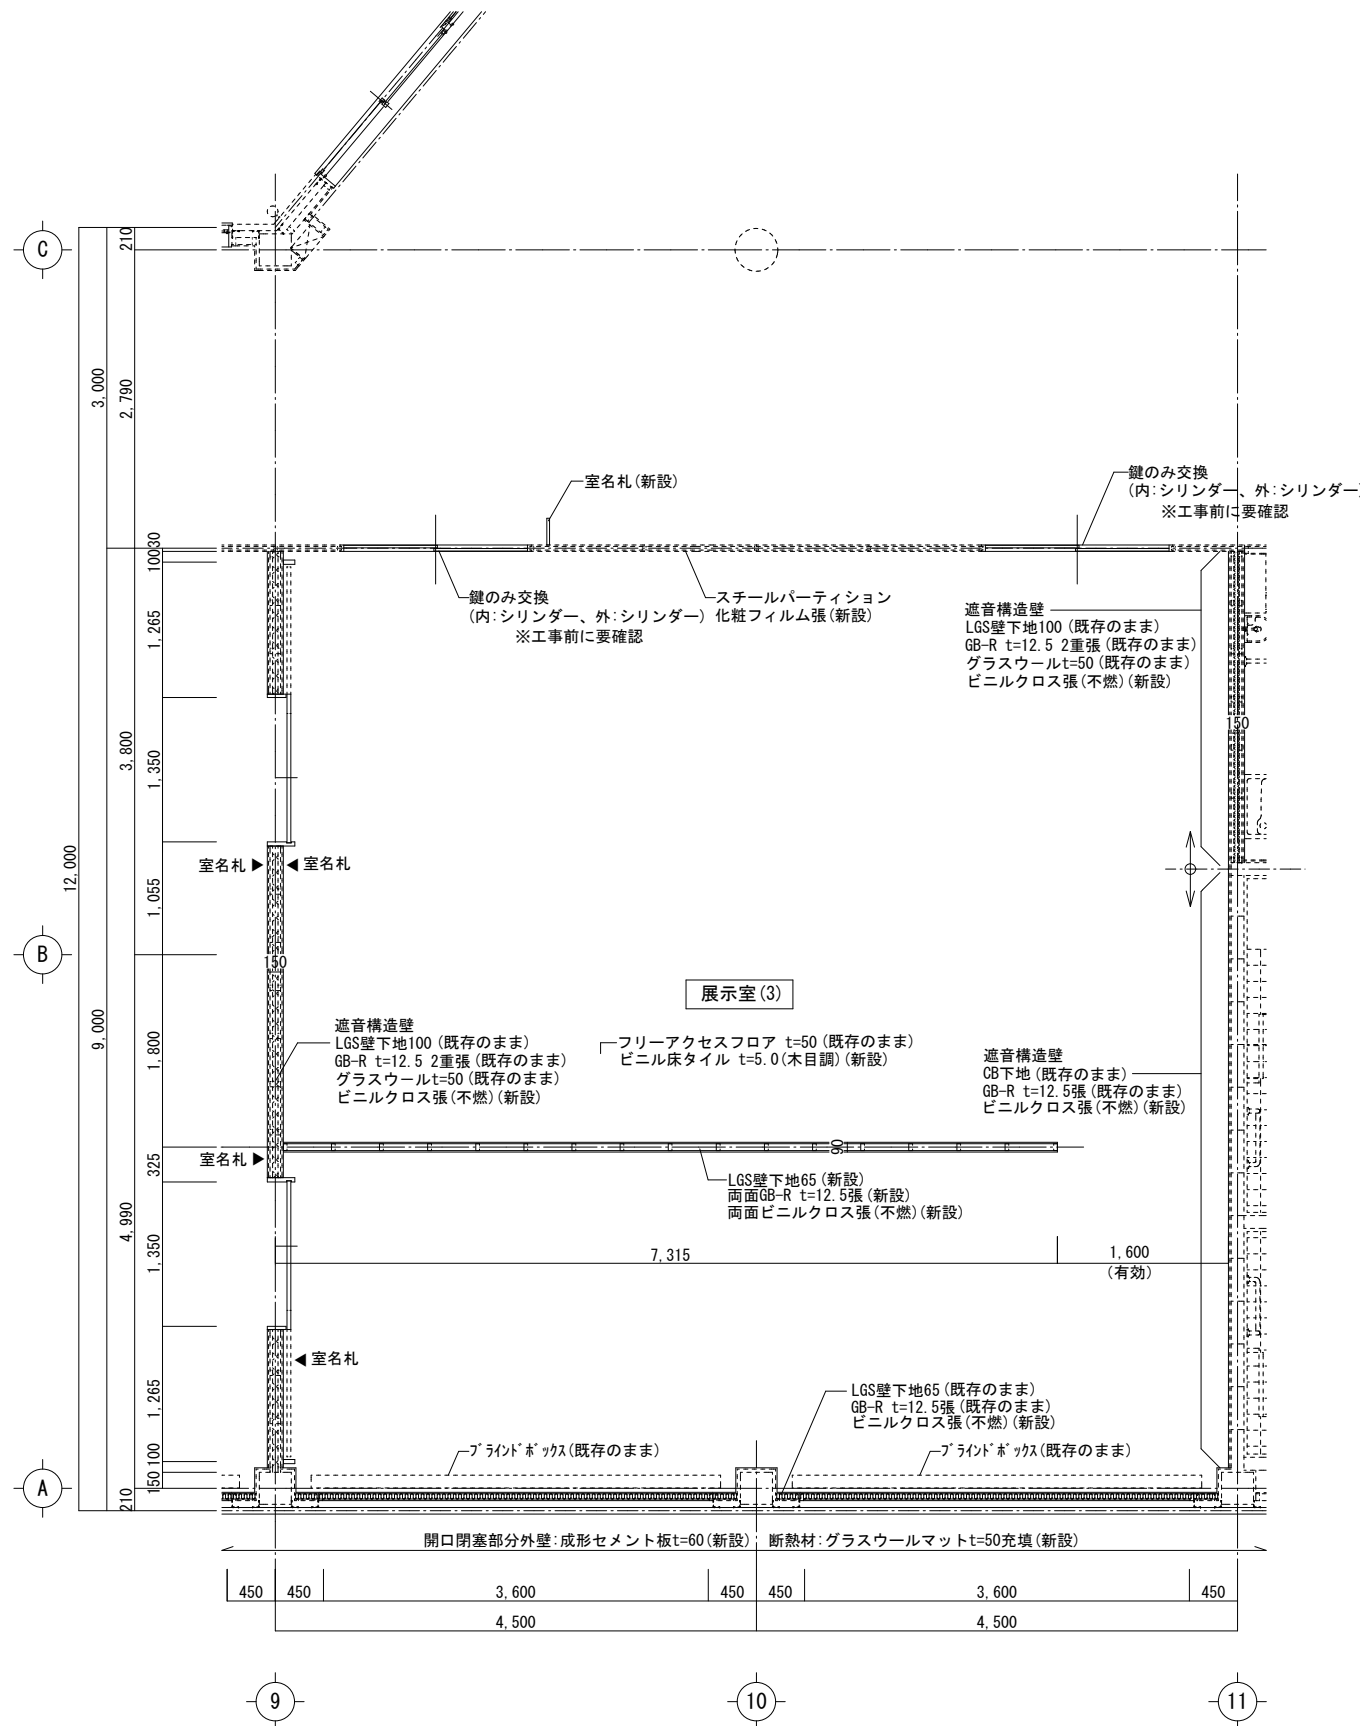 C
210
3,000
2,790
室名札(新設)
鍵のみ交換
(内:シリンダー、外:シリンダー)
※工事前に要確認
30
100
1,265
鍵のみ交換
(内:シリンダー、外:シリンダー)
※工事前に要確認
スチールパーティション
化粧フィルム張(新設)
遮音構造壁
LGS壁下地100(既存のまま)
GB-R t=12.5 2重張(既存のまま)
グラスウールt=50(既存のまま)
ビニルクロス張(不燃)(新設)
150
3,800
1,350
12,000
室名札
室名札
1,055
B
150
展示室(3)
9,000
1,800
遮音構造壁
LGS壁下地100(既存のまま)
GB-R t=12.5 2重張(既存のまま)
グラスウールt=50(既存のまま)
ビニルクロス張(不燃)(新設)
フリーアクセスフロア t=50(既存のまま)
ビニル床タイル t=5.0(木目調)(新設)
遮音構造壁
CB下地(既存のまま)
GB-R t=12.5張(既存のまま)
ビニルクロス張(不燃)(新設)
90
325
室名札
LGS壁下地65(新設)
両面GB-R t=12.5張(新設)
両面ビニルクロス張(不燃)(新設)
4,990
1,350
7,315
1,600
(有効)
室名札
1,265
LGS壁下地65(既存のまま)
GB-R t=12.5張(既存のまま)
ビニルクロス張(不燃)(新設)
ブラインドボックス(既存のまま)
ブラインドボックス(既存のまま)
100
150
A
210
開口閉塞部分外壁:成形セメント板t=60(新設) 断熱材:グラスウールマットt=50充填(新設)
450 450 3,600 450 450 3,600 450
4,500 4,500
9 10 11